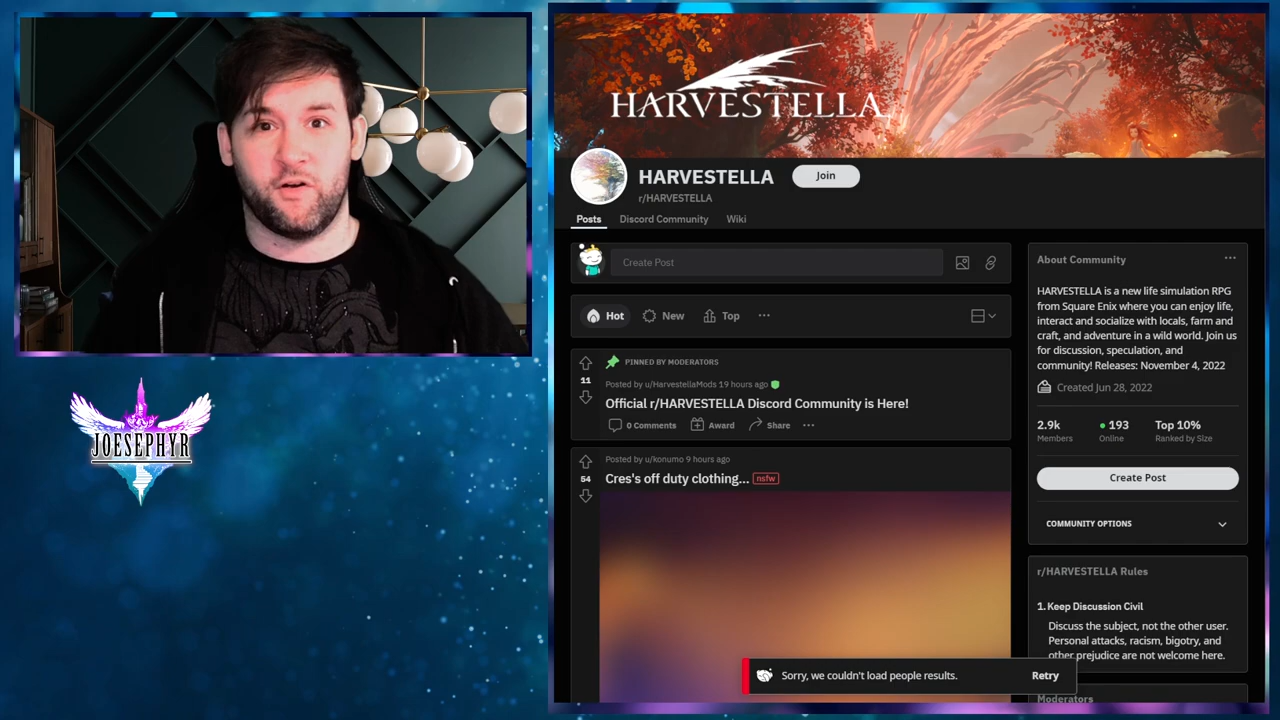 HARVESTELLA
HARVESTELLA
Join
r/HARVESTELLA
Posts
Discord Community
Wiki
Create Post
Hot
New
Top
PINNED BY MODERATORS
11
Posted by u/HarvestellaMods 19 hours ago
Official r/HARVESTELLA Discord Community is Here!
0 Comments
Award
Share
Posted by u/konumo 9 hours ago
54
Cres's off duty clothing... nsfw
About Community
HARVESTELLA is a new life simulation RPG
from Square Enix where you can enjoy life,
interact and socialize with locals, farm and
craft, and adventure in a wild world. Join us
for discussion, speculation, and
community! Releases: November 4, 2022
Created Jun 28, 2022
2.9k
Members
193
Online
Top 10%
Ranked by Size
Create Post
COMMUNITY OPTIONS
r/HARVESTELLA Rules
1. Keep Discussion Civil
Discuss the subject, not the other user.
Personal attacks, racism, bigotry, and
other prejudice are not welcome here.
Moderators
Sorry, we couldn't load people results.
Retry
JOESEPHYR